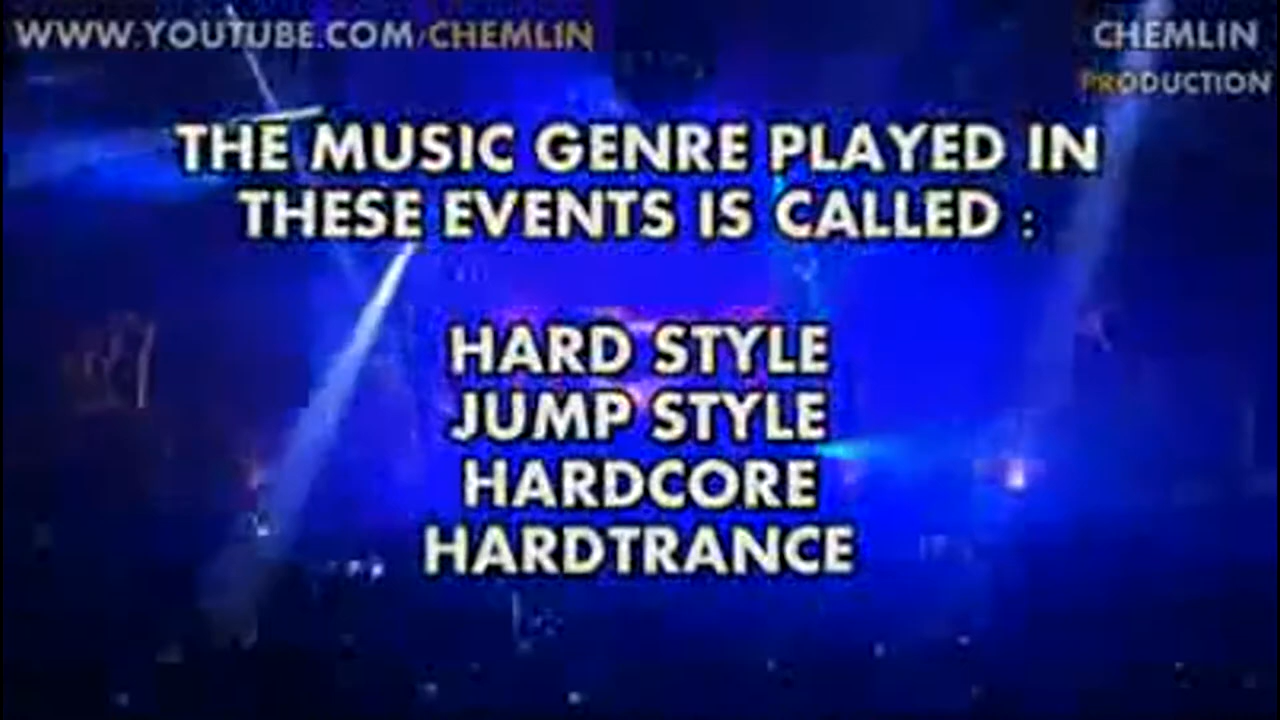 WWW.YOUTUBE.COM/CHEMLIN
CHEMLIN
PRODUCTION
THE MUSIC GENRE PLAYED IN
THESE EVENTS IS CALLED :
HARD STYLE
JUMP STYLE
HARDCORE
HARDTRANCE